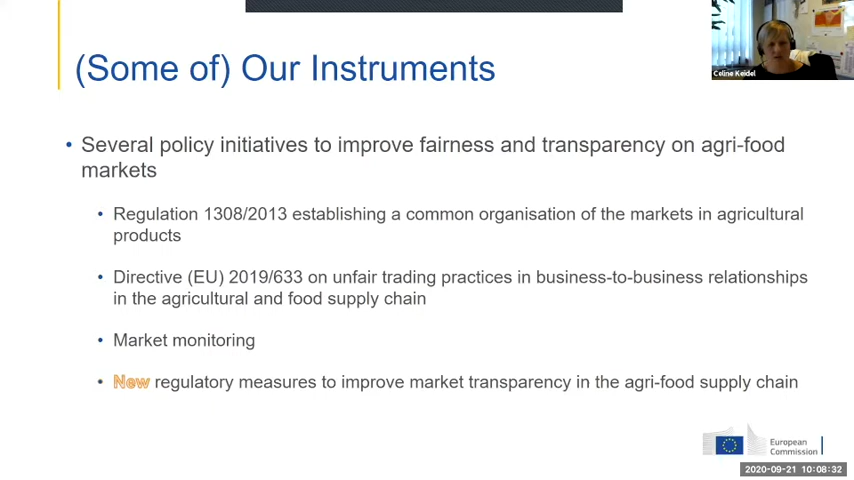 (Some of) Our Instruments
Celine Keidel
• Several policy initiatives to improve fairness and transparency on agri-food
markets
• Regulation 1308/2013 establishing a common organisation of the markets in agricultural
products
• Directive (EU) 2019/633 on unfair trading practices in business-to-business relationships
in the agricultural and food supply chain
• Market monitoring
• New regulatory measures to improve market transparency in the agri-food supply chain
European
Commission
2020-09-21 10:08:32